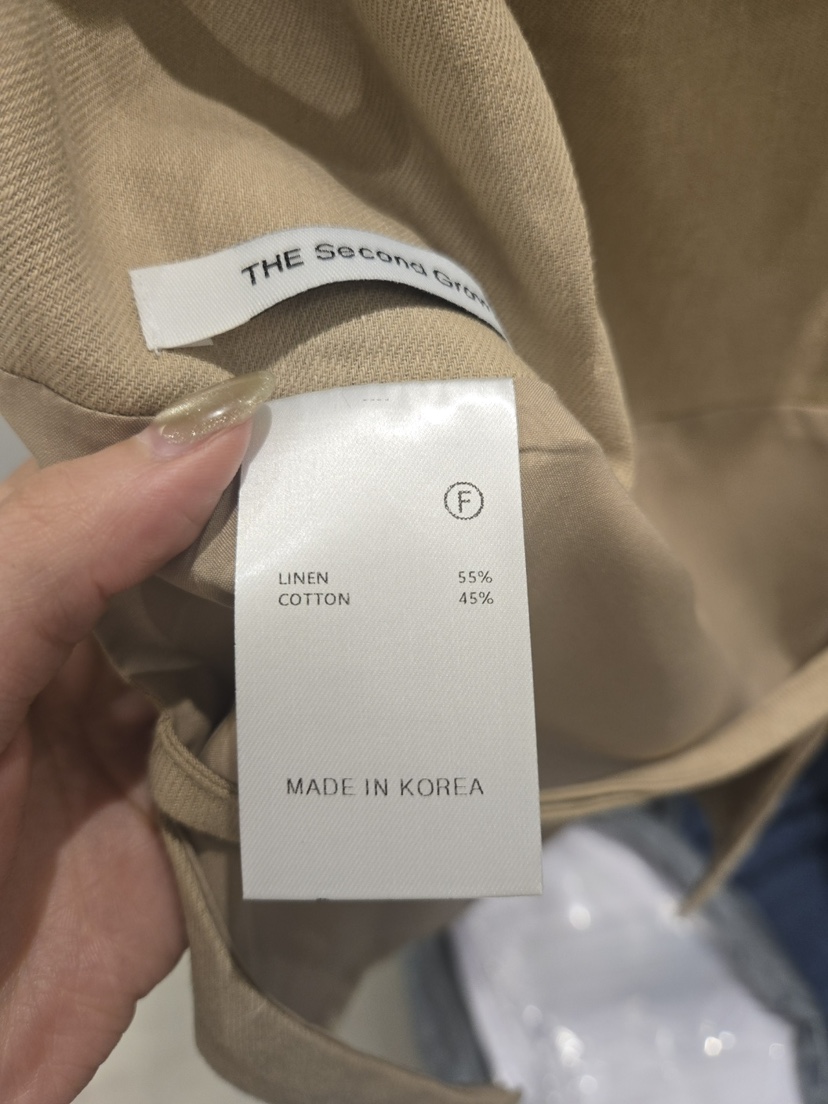 THE Second
F
LINEN 55%
COTTON 45%
MADE IN KOREA